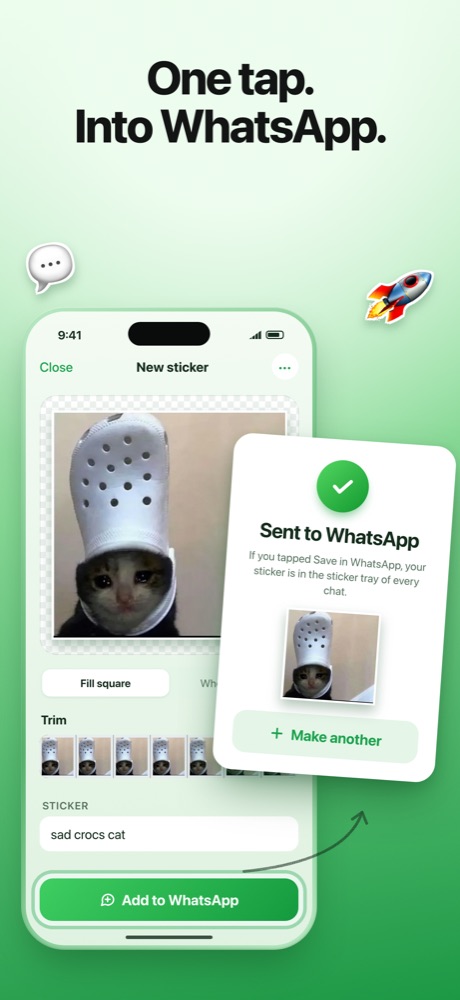 One tap.
Into WhatsApp.
9:41
Close
New sticker
Sent to WhatsApp
If you tapped Save in WhatsApp, your
sticker is in the sticker tray of every
chat.
Fill square
Trim
+ Make another
STICKER
sad crocs cat
Add to WhatsApp